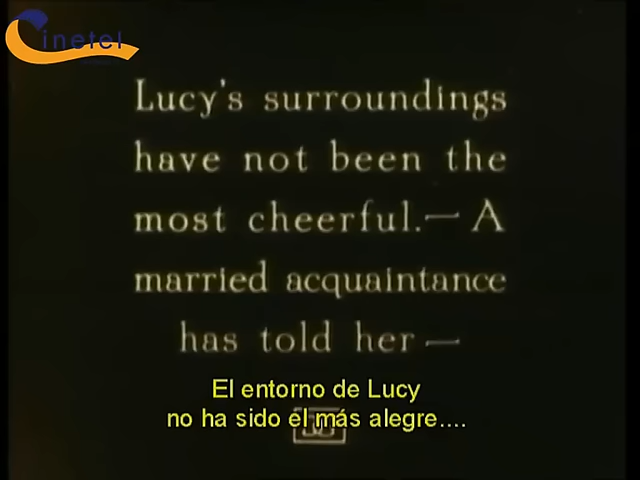 Cinetel
Lucy's surroundings
have not been the
most cheerful.— A
married acquaintance
has told her —
El entorno de Lucy
no ha sido el más alegre....